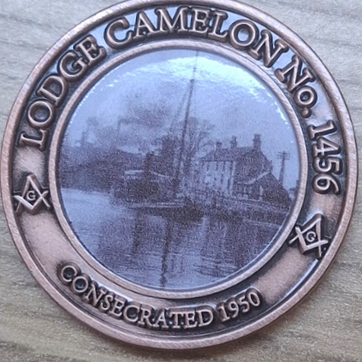 LODGE CAMELON No. 1456
G G
CONSECRATED 1950